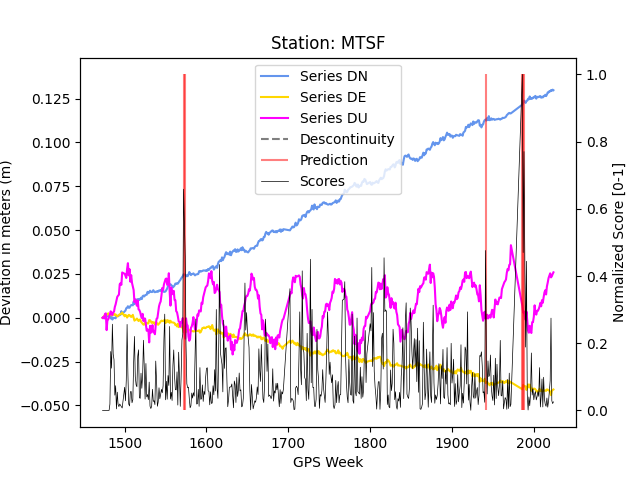 Station: MTSF
Series DN
Series DE
Series DU
Discontinuity
Prediction
Scores
Deviation in meters (m)
0.125
0.100
0.075
0.050
0.025
0.000
−0.025
−0.050
1.0
0.8
0.6
0.4
0.2
0.0
Normalized Score [0-1]
1500
1600
1700
1800
1900
2000
GPS Week